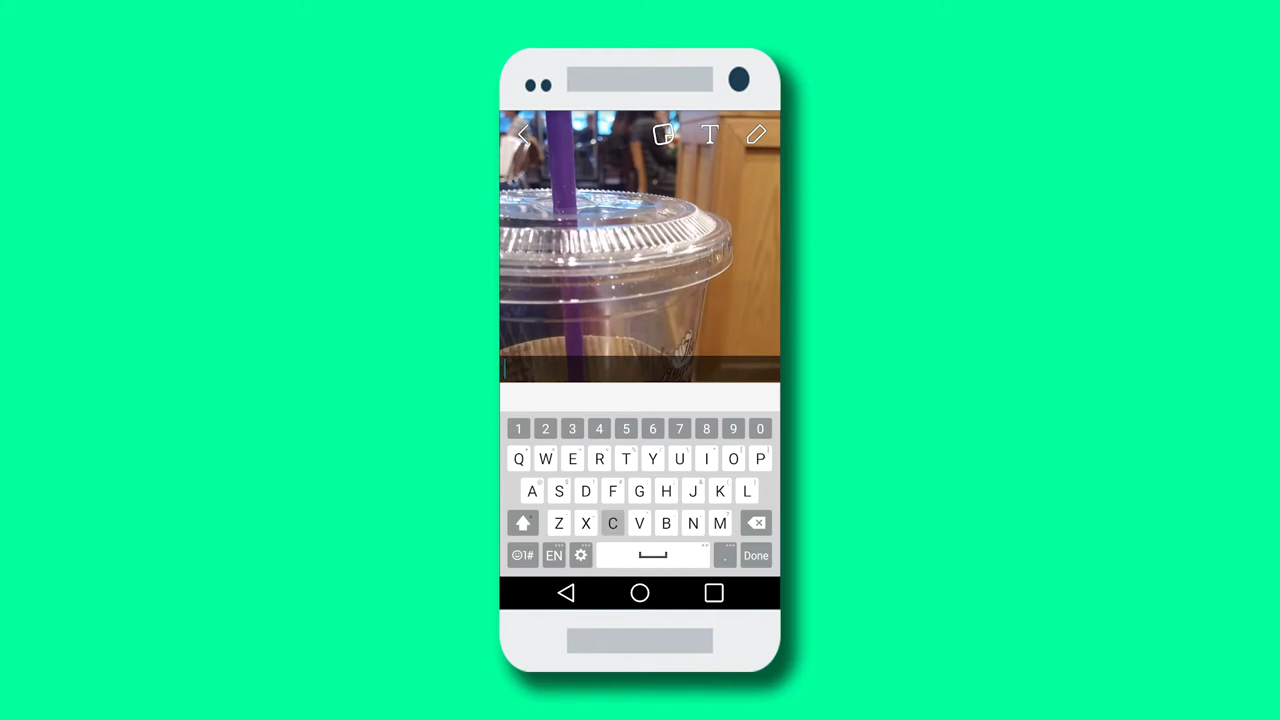 T
1 2 3 4 5 6 7 8 9 0
Q W E R T Y U I O P
A S D F G H J K L
Z X C V B N M
1# EN . Done